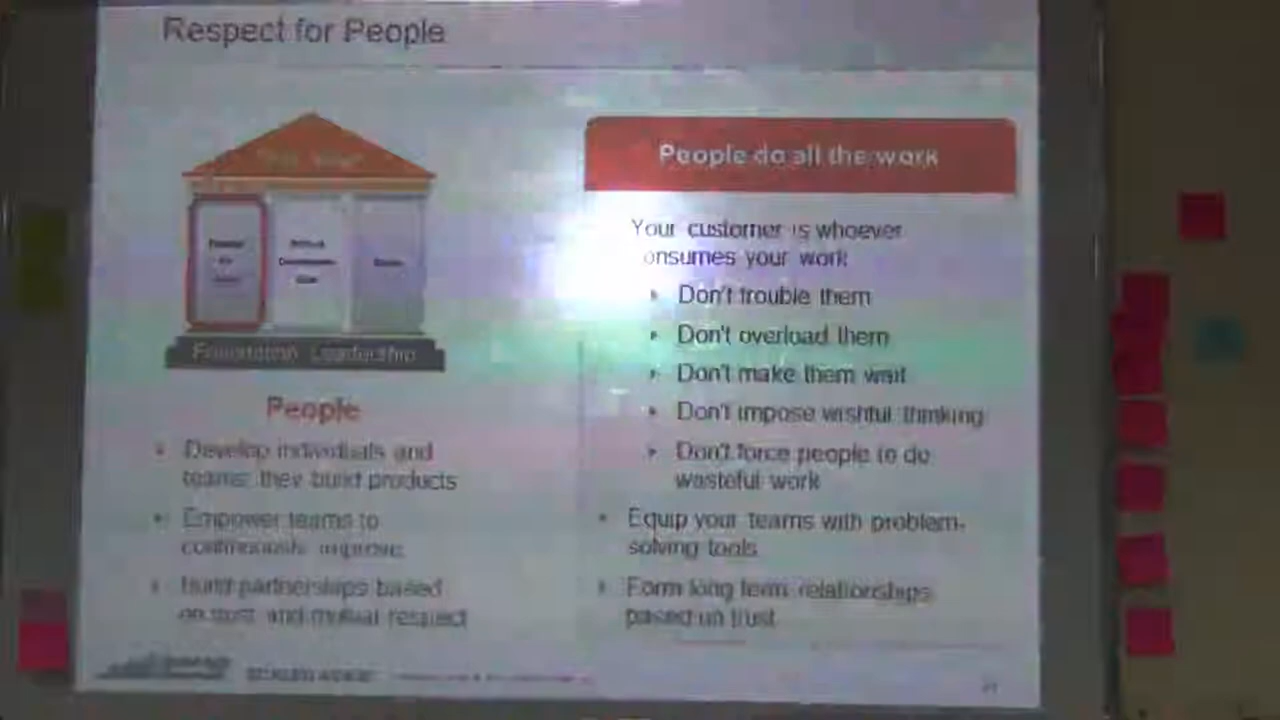 Respect for People
People do all the work
Your customer is whoever
onsumes your work
Don't trouble them
Don't overload them
Don't make them wait
Don't impose wishful thinking
Don't force people to do
wasteful work
Equip your teams with problem-
solving tools
Form long term relationships
based on trust
Foundation Leadership
People
Develop individuals and
teams they build products
Empower teams to
continuously improve
Build partnerships based
on trust and mutual respect